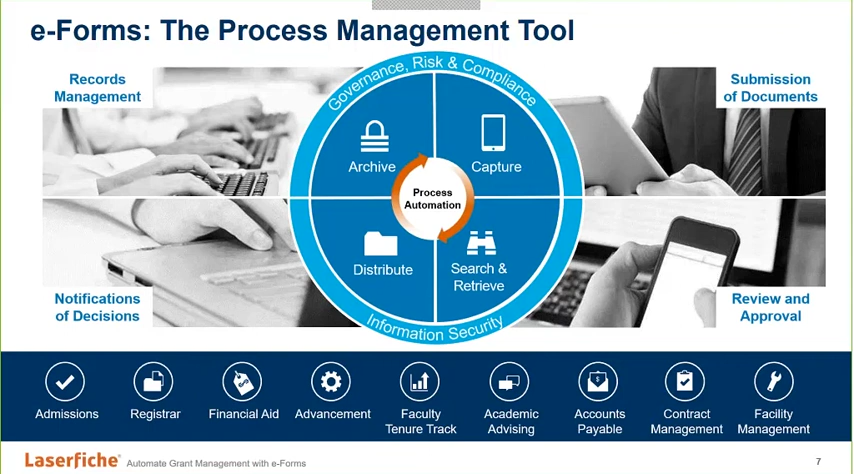 e-Forms: The Process Management Tool
Records
Management
Submission
of Documents
Governance, Risk & Compliance
Archive
Capture
Process
Automation
Distribute
Search &
Retrieve
Information Security
Notifications
of Decisions
Review and
Approval
Admissions
Registrar
Financial Aid
Advancement
Faculty
Tenure Track
Academic
Advising
Accounts
Payable
Contract
Management
Facility
Management
Laserfiche®
Automate Grant Management with e-Forms
7